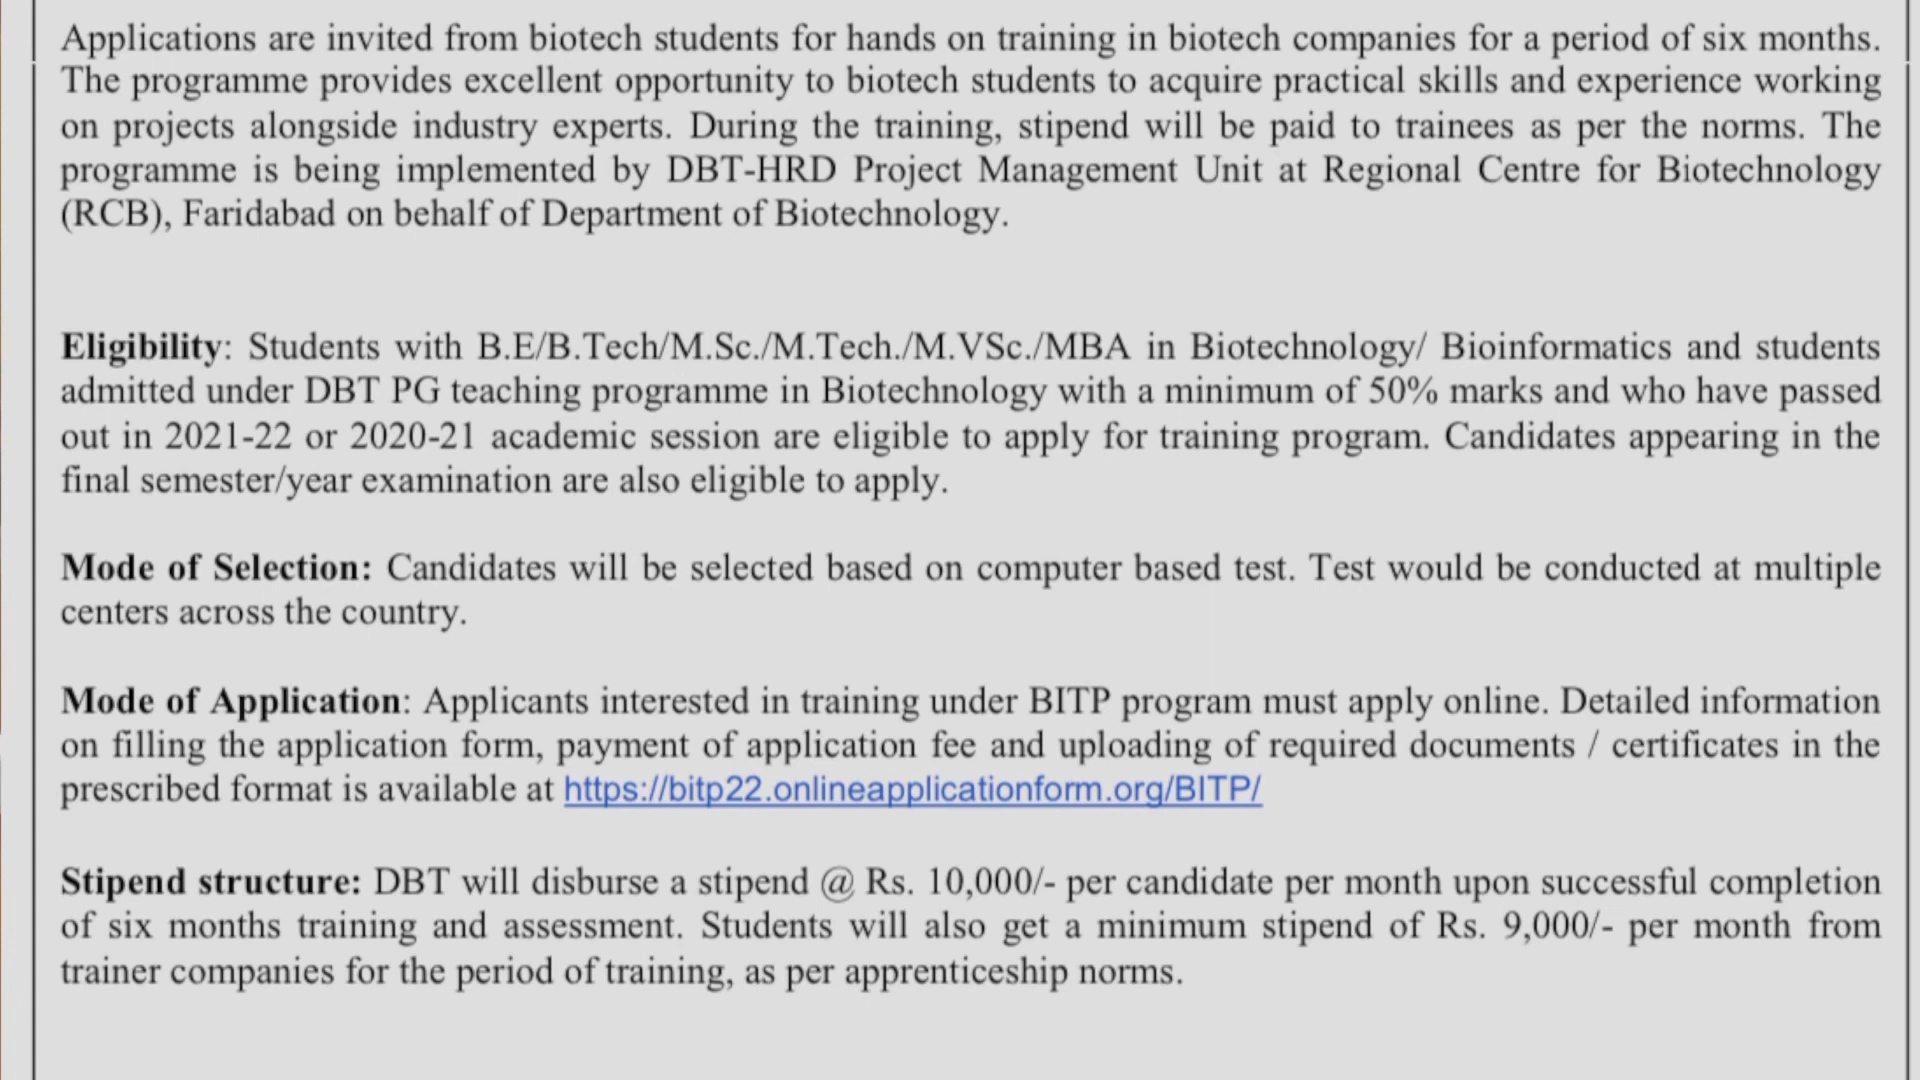 Applications are invited from biotech students for hands on training in biotech companies for a period of six months.
The programme provides excellent opportunity to biotech students to acquire practical skills and experience working
on projects alongside industry experts. During the training, stipend will be paid to trainees as per the norms. The
programme is being implemented by DBT-HRD Project Management Unit at Regional Centre for Biotechnology
(RCB), Faridabad on behalf of Department of Biotechnology.
Eligibility: Students with B.E/B.Tech/M.Sc./M.Tech./M.VSc./MBA in Biotechnology/ Bioinformatics and students
admitted under DBT PG teaching programme in Biotechnology with a minimum of 50% marks and who have passed
out in 2021-22 or 2020-21 academic session are eligible to apply for training program. Candidates appearing in the
final semester/year examination are also eligible to apply.
Mode of Selection: Candidates will be selected based on computer based test. Test would be conducted at multiple
centers across the country.
Mode of Application: Applicants interested in training under BITP program must apply online. Detailed information
on filling the application form, payment of application fee and uploading of required documents / certificates in the
prescribed format is available at https://bitp22.onlineapplicationform.org/BITP/
Stipend structure: DBT will disburse a stipend @ Rs. 10,000/- per candidate per month upon successful completion
of six months training and assessment. Students will also get a minimum stipend of Rs. 9,000/- per month from
trainer companies for the period of training, as per apprenticeship norms.